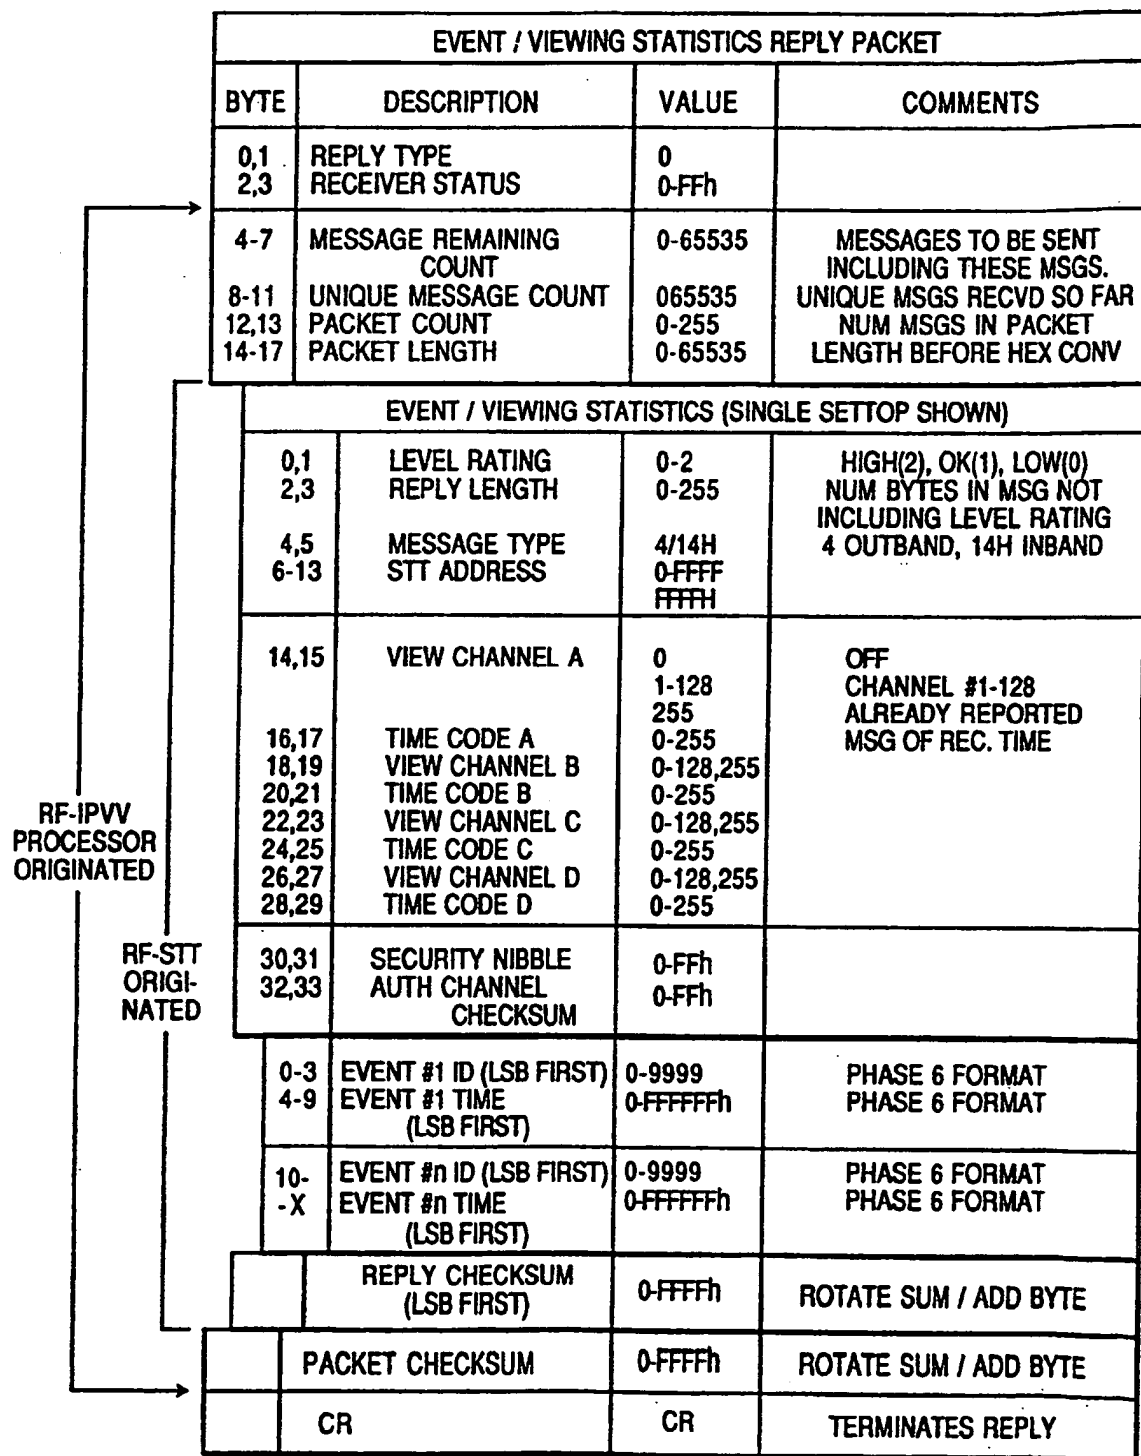 EVENT / VIEWING STATISTICS REPLY PACKET
BYTE DESCRIPTION VALUE COMMENTS
0,1 REPLY TYPE 0
2,3 RECEIVER STATUS 0-FFh
4-7 MESSAGE REMAINING 0-65535 MESSAGES TO BE SENT
COUNT INCLUDING THESE MSGS.
8-11 UNIQUE MESSAGE COUNT 065535 UNIQUE MSGS RECVD SO FAR
12,13 PACKET COUNT 0-255 NUM MSGS IN PACKET
14-17 PACKET LENGTH 0-65535 LENGTH BEFORE HEX CONV
EVENT / VIEWING STATISTICS (SINGLE SETTOP SHOWN)
0,1 LEVEL RATING 0-2 HIGH(2), OK(1), LOW(0)
2,3 REPLY LENGTH 0-255 NUM BYTES IN MSG NOT
INCLUDING LEVEL RATING
4,5 MESSAGE TYPE 4/14H 4 OUTBAND, 14H INBAND
6-13 STT ADDRESS 0-FFFF
FFFFH
14,15 VIEW CHANNEL A 0 OFF
1-128 CHANNEL #1-128
255 ALREADY REPORTED
16,17 TIME CODE A 0-255 MSG OF REC. TIME
18,19 VIEW CHANNEL B 0-128,255
20,21 TIME CODE B 0-255
22,23 VIEW CHANNEL C 0-128,255
24,25 TIME CODE C 0-255
26,27 VIEW CHANNEL D 0-128,255
28,29 TIME CODE D 0-255
RF-IPVV
PROCESSOR
ORIGINATED
RF-STT
ORIGI-
NATED
30,31 SECURITY NIBBLE 0-FFh
32,33 AUTH CHANNEL 0-FFh
CHECKSUM
0-3 EVENT #1 ID (LSB FIRST) 0-9999 PHASE 6 FORMAT
4-9 EVENT #1 TIME 0-FFFFFFh PHASE 6 FORMAT
(LSB FIRST)
10- EVENT #n ID (LSB FIRST) 0-9999 PHASE 6 FORMAT
-X EVENT #n TIME 0-FFFFFFh PHASE 6 FORMAT
(LSB FIRST)
REPLY CHECKSUM 0-FFFFh ROTATE SUM / ADD BYTE
(LSB FIRST)
PACKET CHECKSUM 0-FFFFh ROTATE SUM / ADD BYTE
CR CR TERMINATES REPLY